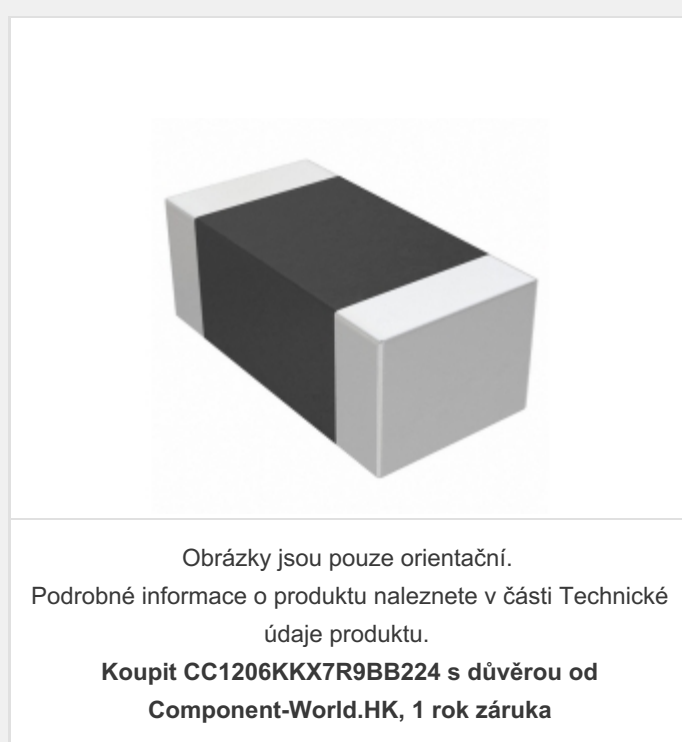 Obrázky jsou pouze orientační.
Podrobné informace o produktu naleznete v části Technické
údaje produktu.
Koupit CC1206KKX7R9BB224 s důvěrou od
Component-World.HK, 1 rok záruka